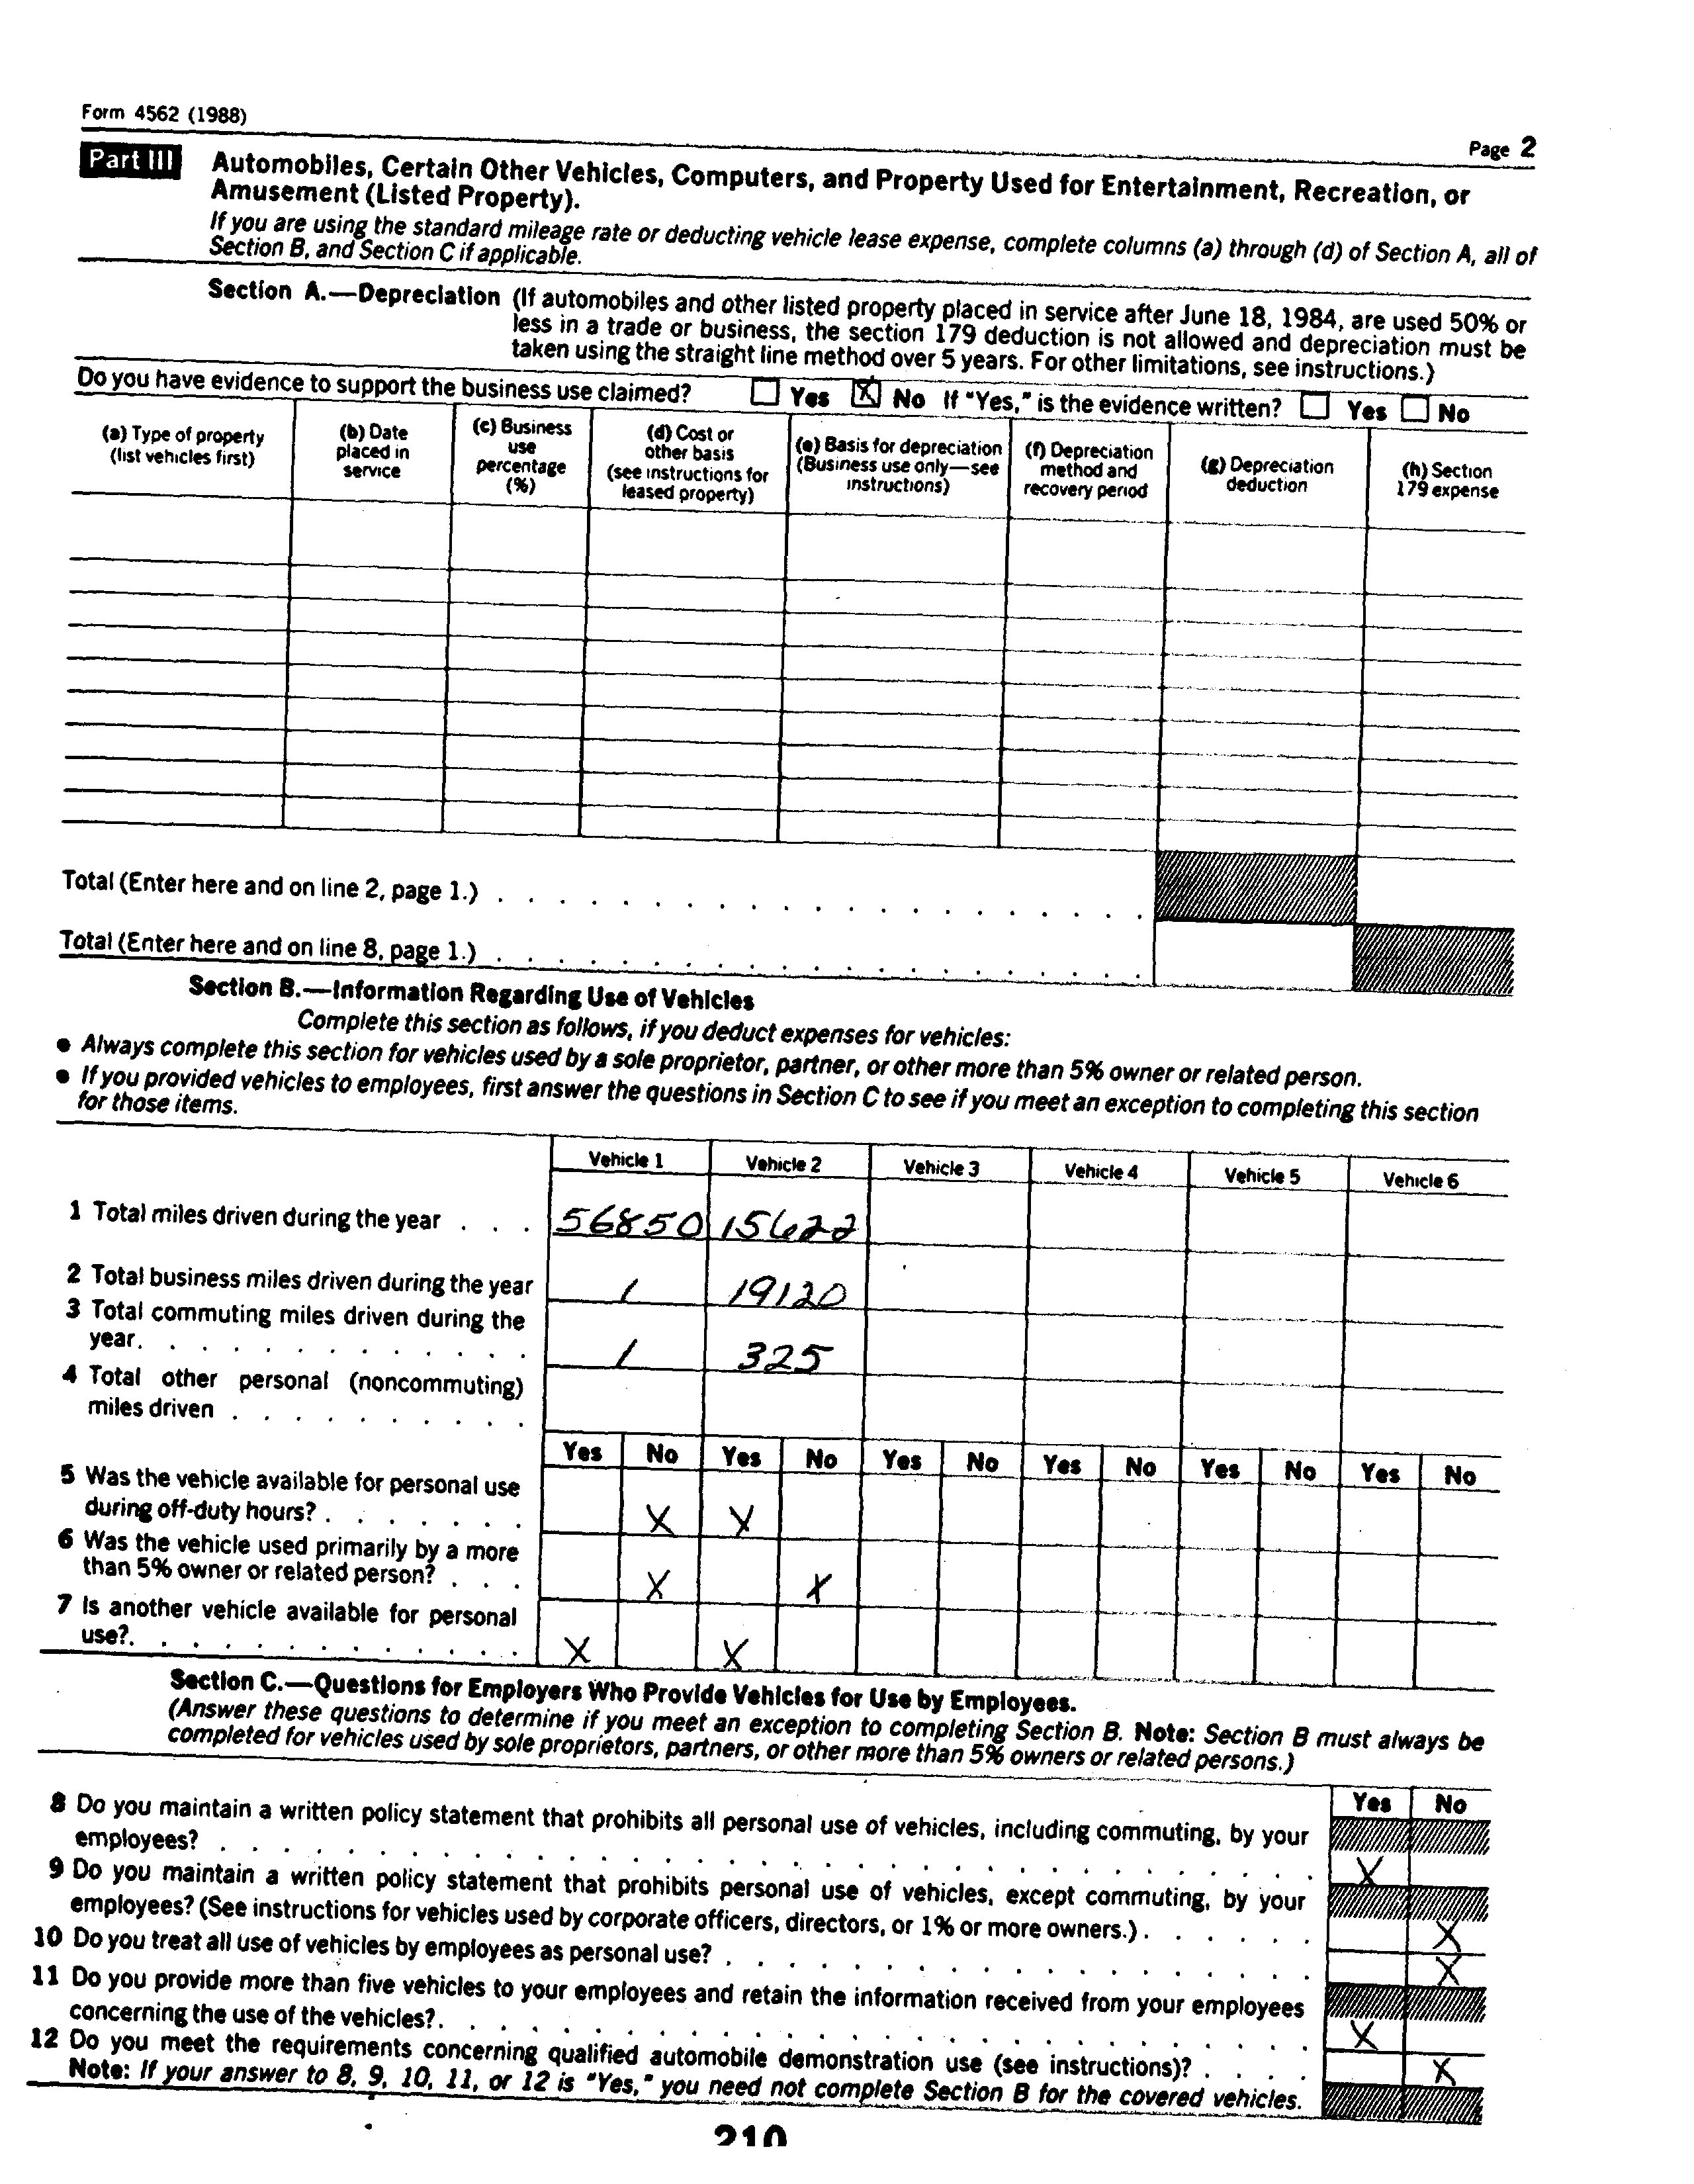 Form 4562 (1988)
Page 2
Part III Automobiles, Certain Other Vehicles, Computers, and Property Used for Entertainment, Recreation, or
Amusement (Listed Property).
If you are using the standard mileage rate or deducting vehicle lease expense, complete columns (a) through (d) of Section A, all of
Section B, and Section C if applicable.
Section A.—Depreciation (If automobiles and other listed property placed in service after June 18, 1984, are used 50% or
less in a trade or business, the section 179 deduction is not allowed and depreciation must be
taken using the straight line method over 5 years. For other limitations, see instructions.)
Do you have evidence to support the business use claimed? Yes X No If "Yes," is the evidence written? Yes No
(a) Type of property
(list vehicles first)
(b) Date
placed in
service
(c) Business
use
percentage
(%)
(d) Cost or
other basis
(see instructions for
leased property)
(e) Basis for depreciation
(Business use only—see
instructions)
(f) Depreciation
method and
recovery period
(g) Depreciation
deduction
(h) Section
179 expense
Total (Enter here and on line 2, page 1.) . . . . . . . . . . . . . . . . . . . . .
Total (Enter here and on line 8, page 1.) . . . . . . . . . . . . . . . . . . . . .
Section B.—Information Regarding Use of Vehicles
Complete this section as follows, if you deduct expenses for vehicles:
● Always complete this section for vehicles used by a sole proprietor, partner, or other more than 5% owner or related person.
● If you provided vehicles to employees, first answer the questions in Section C to see if you meet an exception to completing this section
for those items.
Vehicle 1 Vehicle 2 Vehicle 3 Vehicle 4 Vehicle 5 Vehicle 6
1 Total miles driven during the year . . . 56850 15622
2 Total business miles driven during the year / 19120
3 Total commuting miles driven during the
year. . . . . . . . . . . . . / 325
4 Total other personal (noncommuting)
miles driven . . . . . . . . . .
Yes No Yes No Yes No Yes No Yes No Yes No
5 Was the vehicle available for personal use
during off-duty hours? . . . . . . . X X
6 Was the vehicle used primarily by a more
than 5% owner or related person? . . . X X
7 Is another vehicle available for personal
use?. . . . . . . . . . . . . X X
Section C.—Questions for Employers Who Provide Vehicles for Use by Employees.
(Answer these questions to determine if you meet an exception to completing Section B. Note: Section B must always be
completed for vehicles used by sole proprietors, partners, or other more than 5% owners or related persons.)
Yes No
8 Do you maintain a written policy statement that prohibits all personal use of vehicles, including commuting, by your
employees? . . . . . . . . . . . . . . . . . . . . . . . . . . . . . . . . . . X
9 Do you maintain a written policy statement that prohibits personal use of vehicles, except commuting, by your
employees? (See instructions for vehicles used by corporate officers, directors, or 1% or more owners.) . . . . . . X
10 Do you treat all use of vehicles by employees as personal use? . . . . . . . . . . . . . . . . . . . X
11 Do you provide more than five vehicles to your employees and retain the information received from your employees
concerning the use of the vehicles?. . . . . . . . . . . . . . . . . . . . . . . . . . . . X
12 Do you meet the requirements concerning qualified automobile demonstration use (see instructions)? . . . . X
Note: If your answer to 8, 9, 10, 11, or 12 is "Yes," you need not complete Section B for the covered vehicles.
210